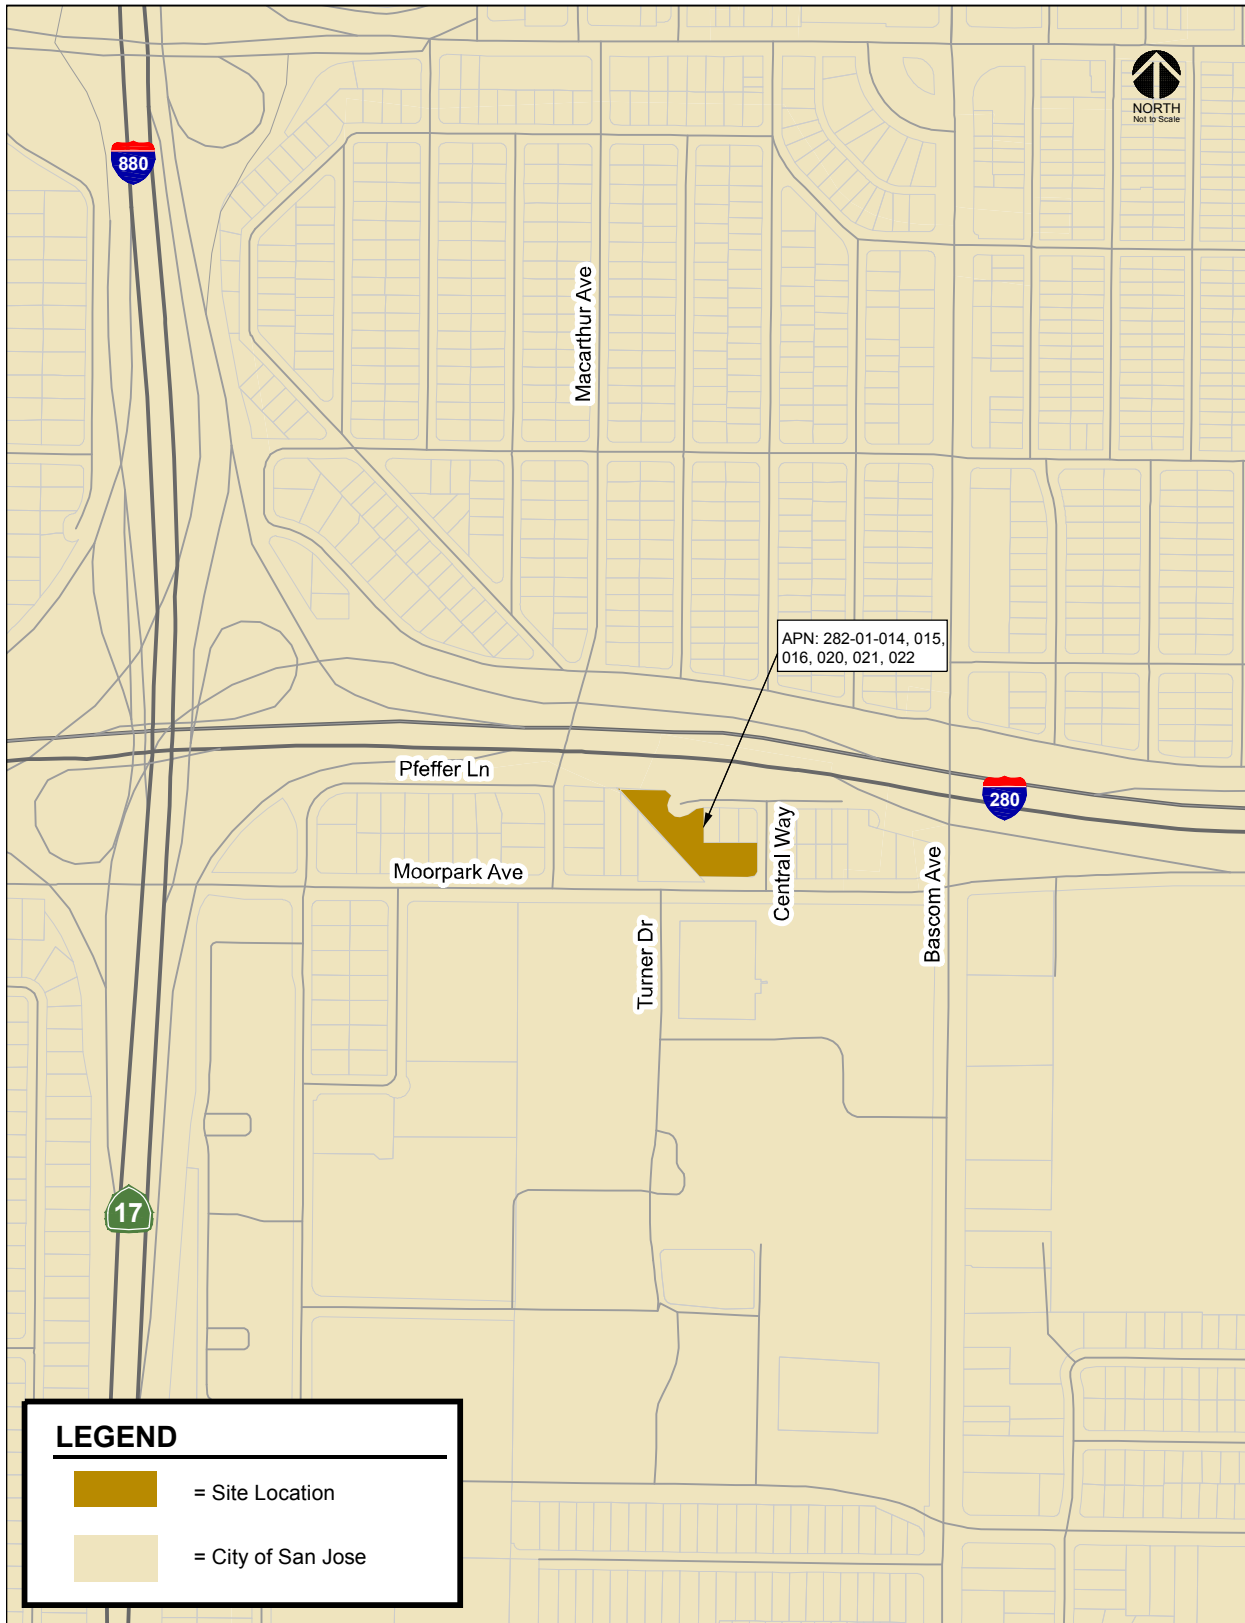 NORTH
Not to Scale
880
Macarthur Ave
APN: 282-01-014, 015,
016, 020, 021, 022
Pfeffer Ln
280
Moorpark Ave
Central Way
Bascom Ave
Turner Dr
17
LEGEND
= Site Location
= City of San Jose